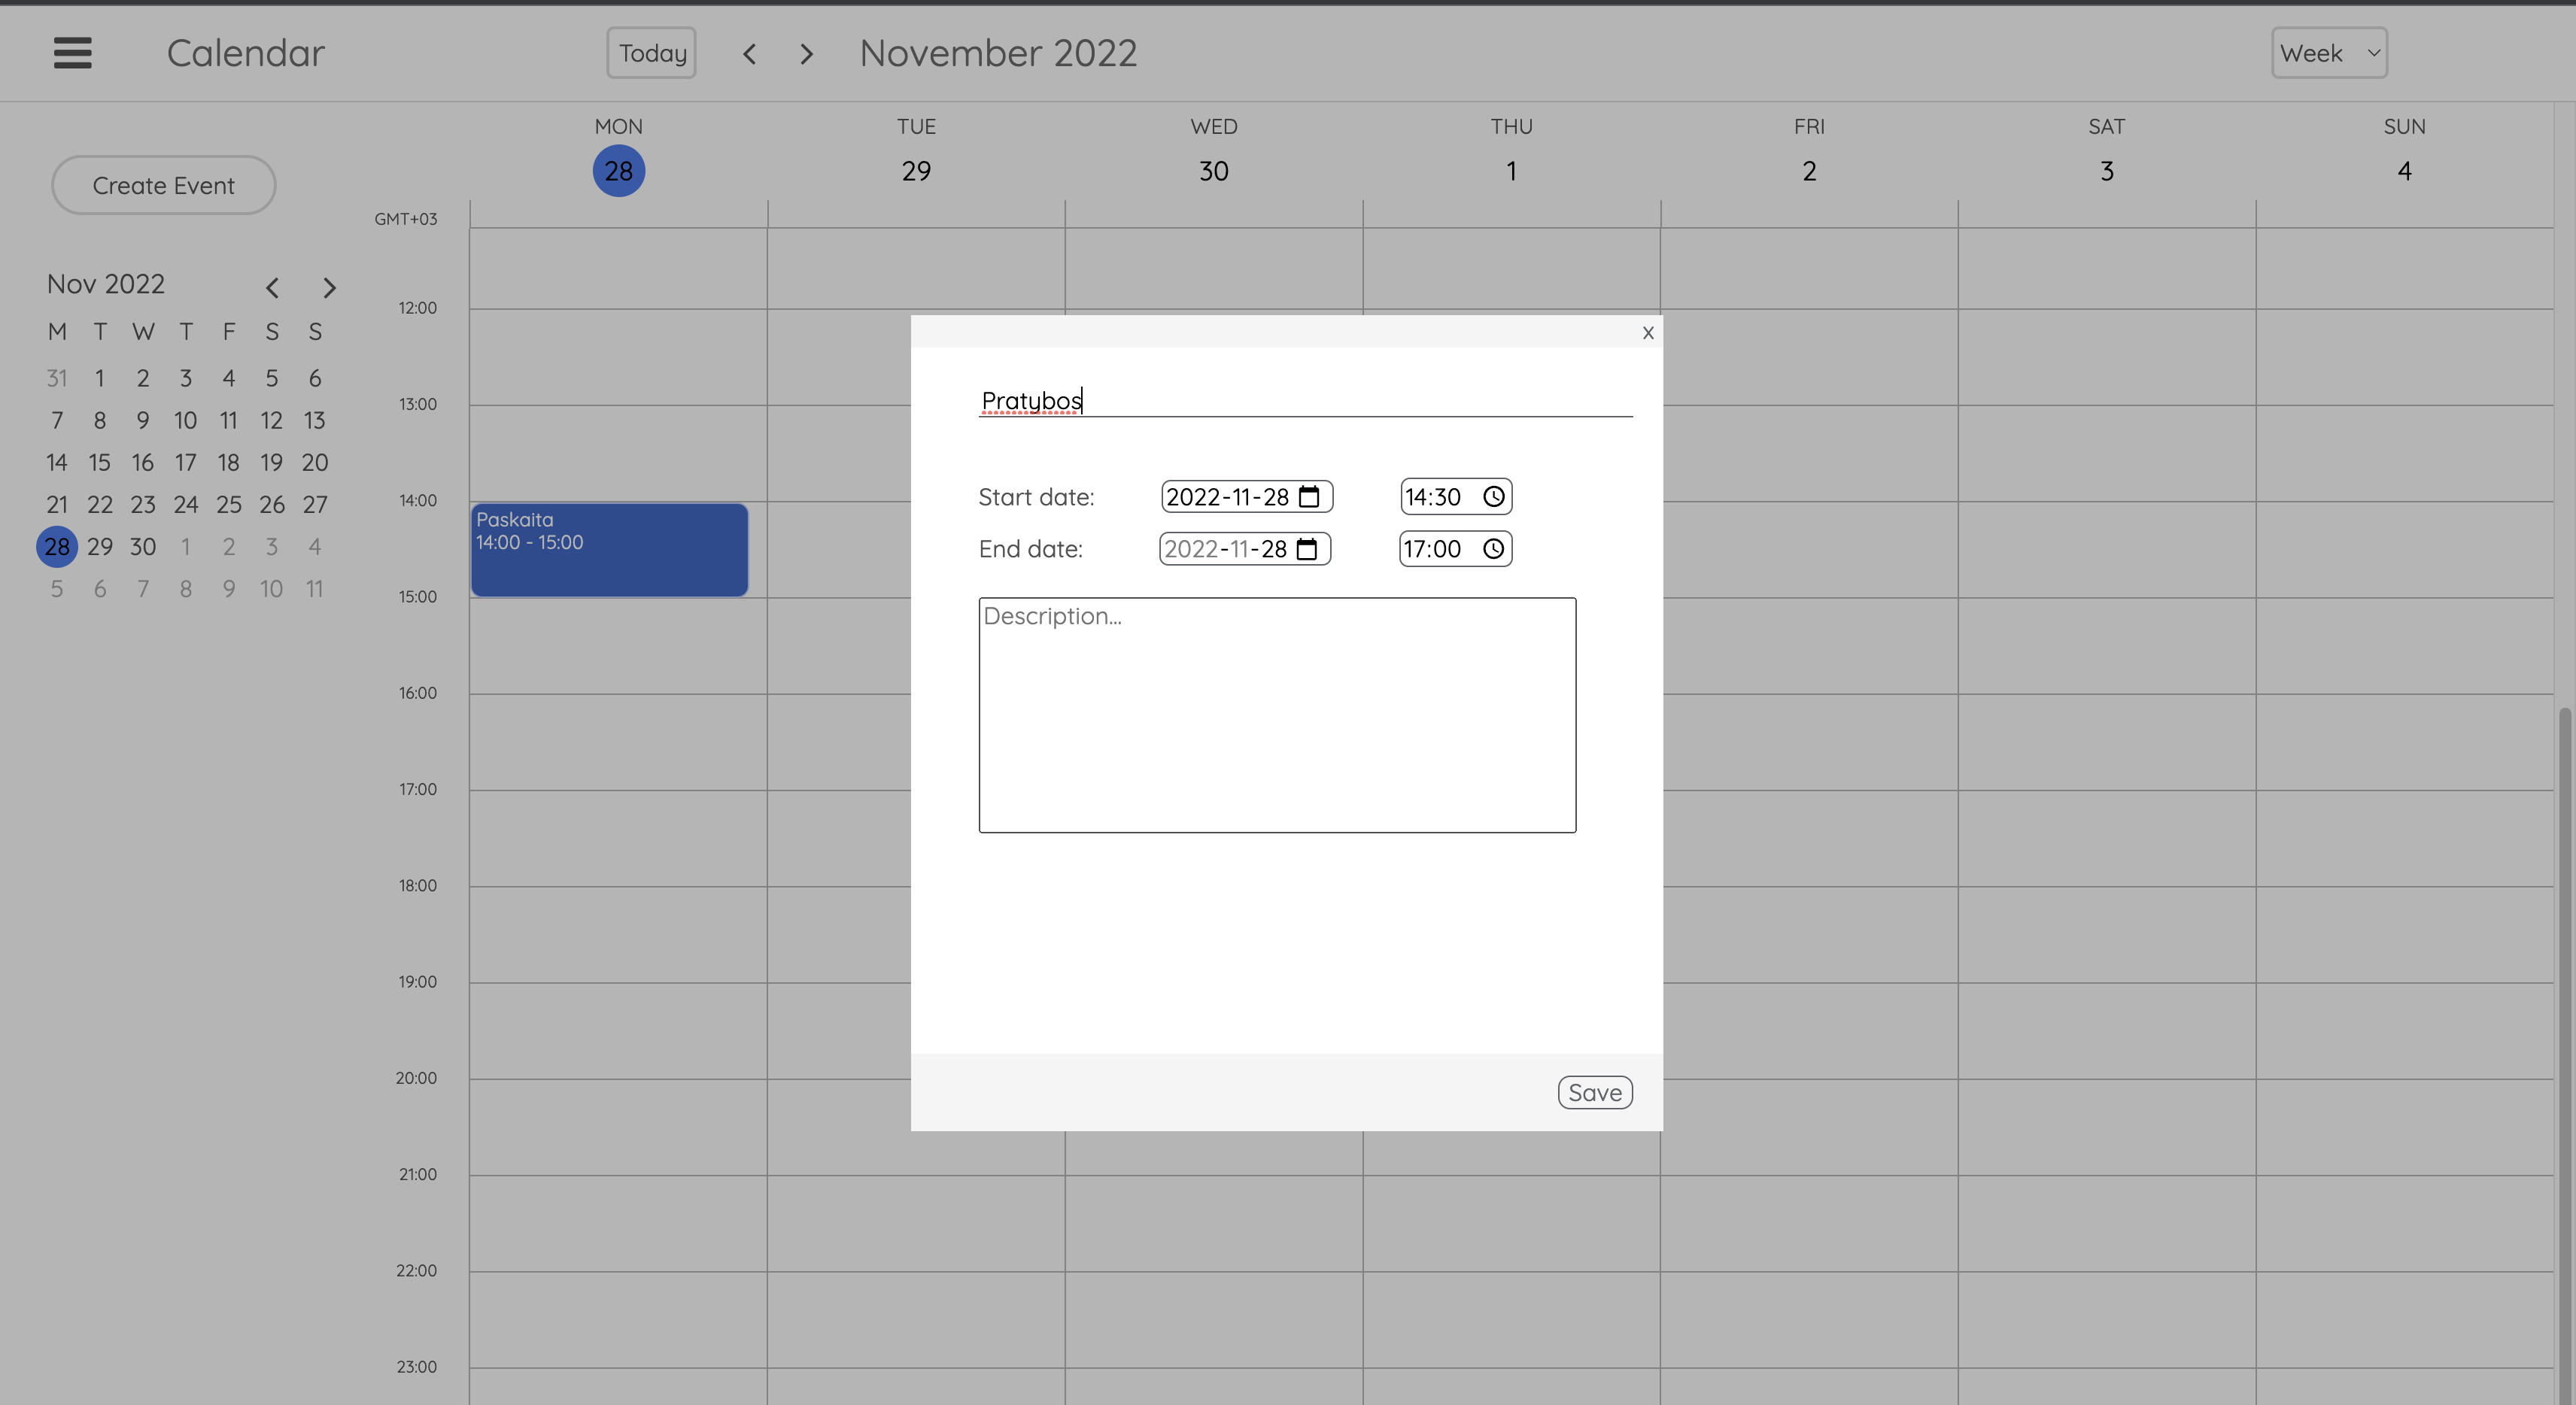 Calendar
Today
November 2022
Week
MON TUE WED THU FRI SAT SUN
28 29 30 1 2 3 4
GMT+03
Create Event
Nov 2022
M T W T F S S
31 1 2 3 4 5 6
7 8 9 10 11 12 13
14 15 16 17 18 19 20
21 22 23 24 25 26 27
28 29 30 1 2 3 4
5 6 7 8 9 10 11
12:00
13:00
14:00
15:00
16:00
17:00
18:00
19:00
20:00
21:00
22:00
23:00
Paskaita
14:00 - 15:00
X
Pratybos
Start date: 2022-11-28 14:30
End date: 2022-11-28 17:00
Description...
Save